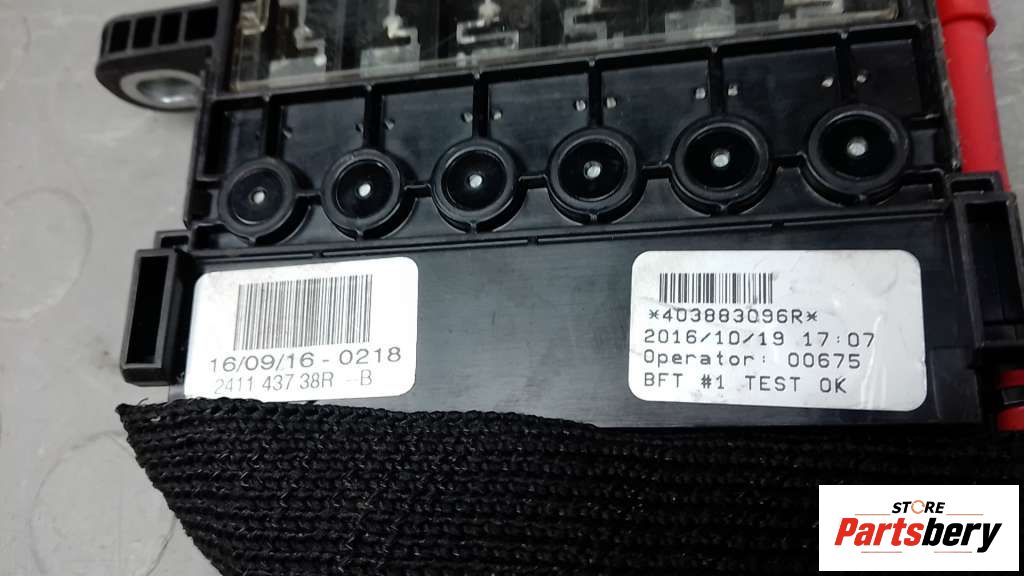 16/09/16 - 0218
2411 437 38R - B
*403883096R*
2016/10/19 17:07
Operator: 00675
BFT #1 TEST OK
STORE
Partsbery